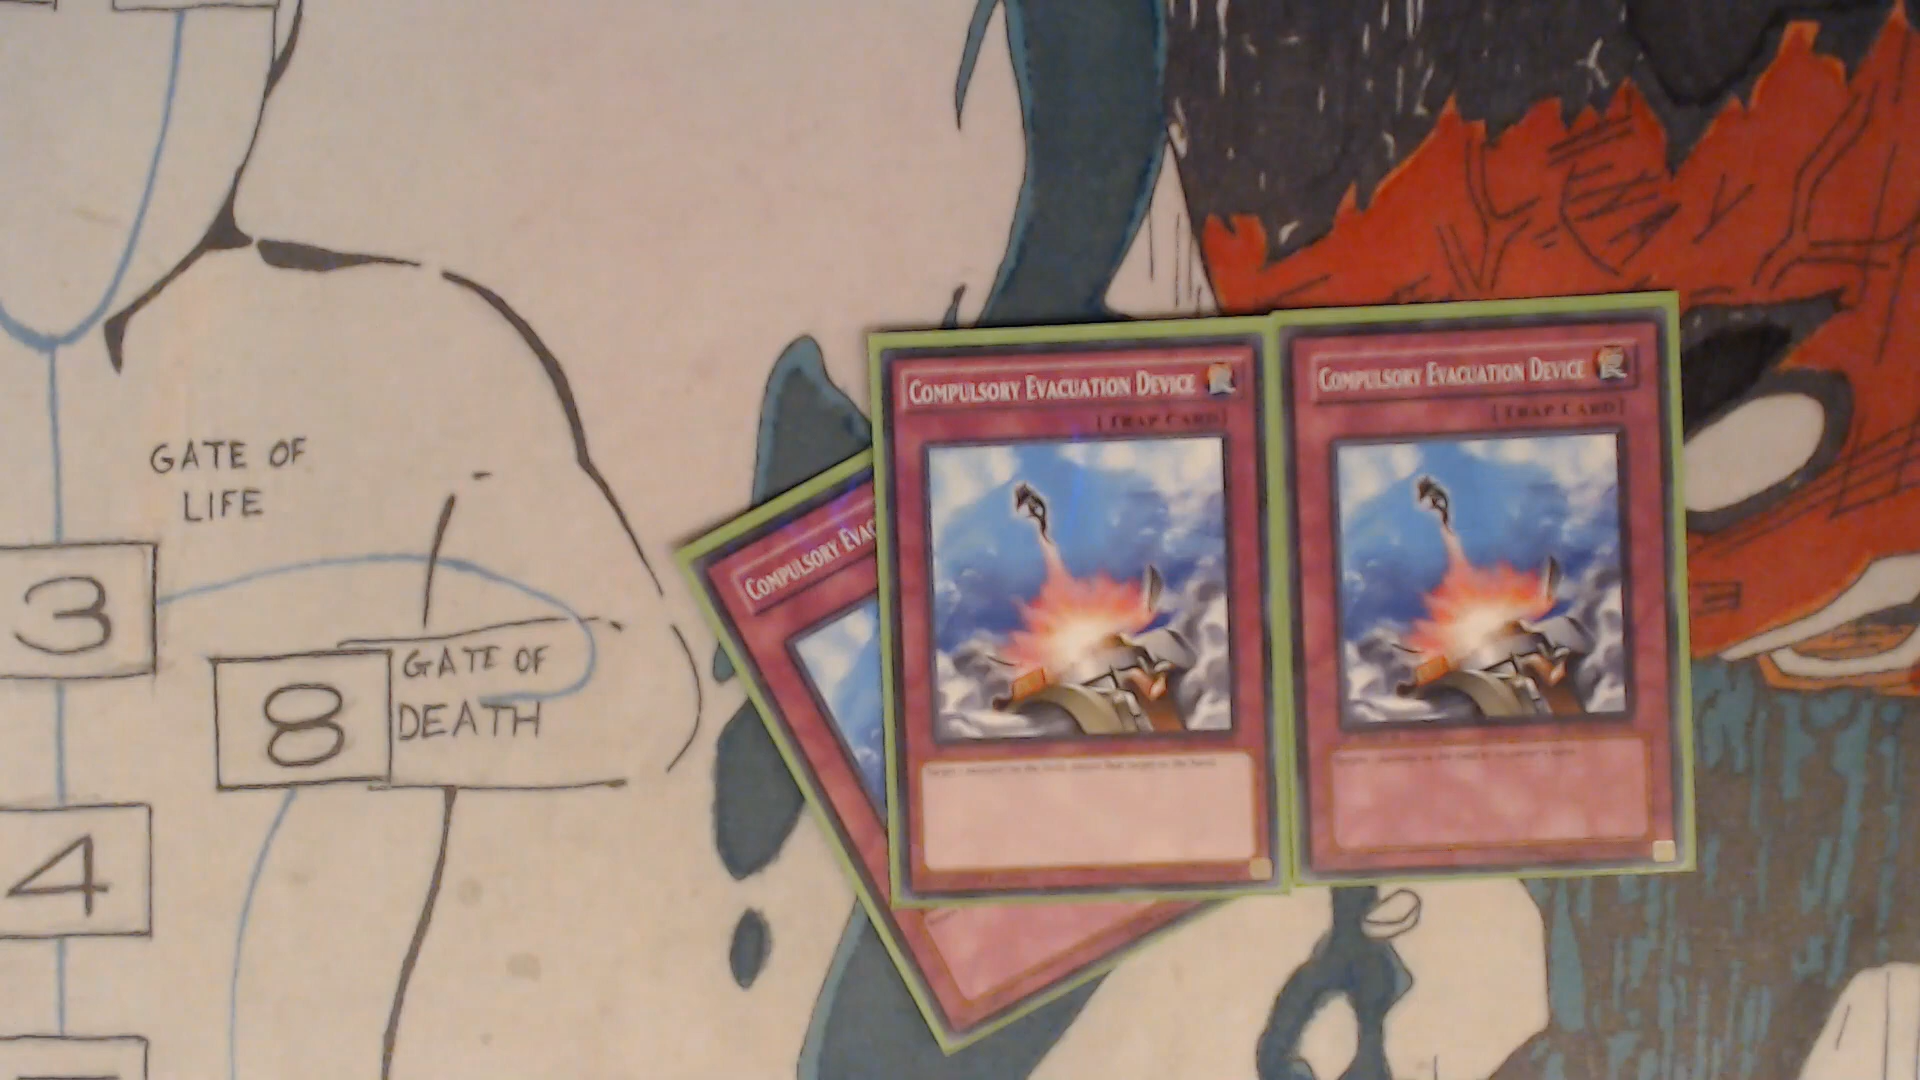 GATE OF
LIFE
3
8
GATE OF
DEATH
4
COMPULSORY EVAC
COMPULSORY EVACUATION DEVICE
[TRAP CARD]
COMPULSORY EVACUATION DEVICE
[TRAP CARD]